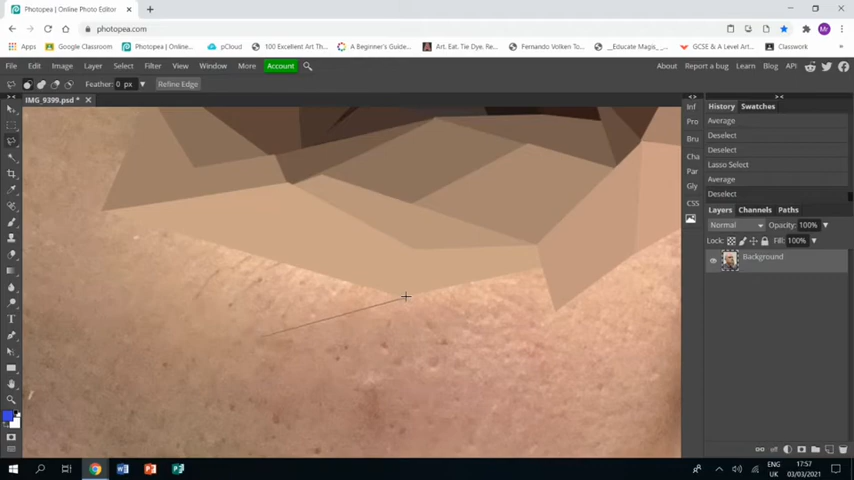 Photopea | Online Photo Editor
photopea.com
Mr
Apps
Google Classroom
Photopea | Online...
pCloud
100 Excellent Art Th...
A Beginner's Guide...
Art. Eat. Tie Dye. Re...
Fernando Volken To...
__Educate Magis_...
GCSE & A Level Art...
Classwork
File Edit Image Layer Select Filter View Window More Account
About Report a bug Learn Blog API
Feather: 0 px Refine Edge
IMG_9399.psd *
Inf
Pro
Bru
Cha
Par
Gly
CSS
History Swatches
Average
Deselect
Deselect
Lasso Select
Average
Deselect
Layers Channels Paths
Normal Opacity: 100%
Lock: Fill: 100%
Background
ENG
UK
17:57
03/03/2021